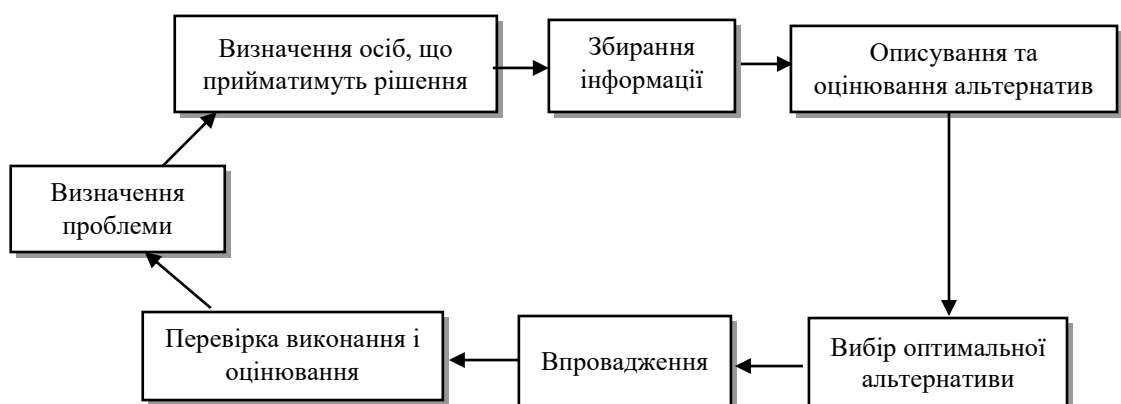 Визначення осіб, що
прийматимуть рішення
Збирання
інформації
Описування та
оцінювання альтернатив
Визначення
проблеми
Перевірка виконання і
оцінювання
Впровадження
Вибір оптимальної
альтернативи